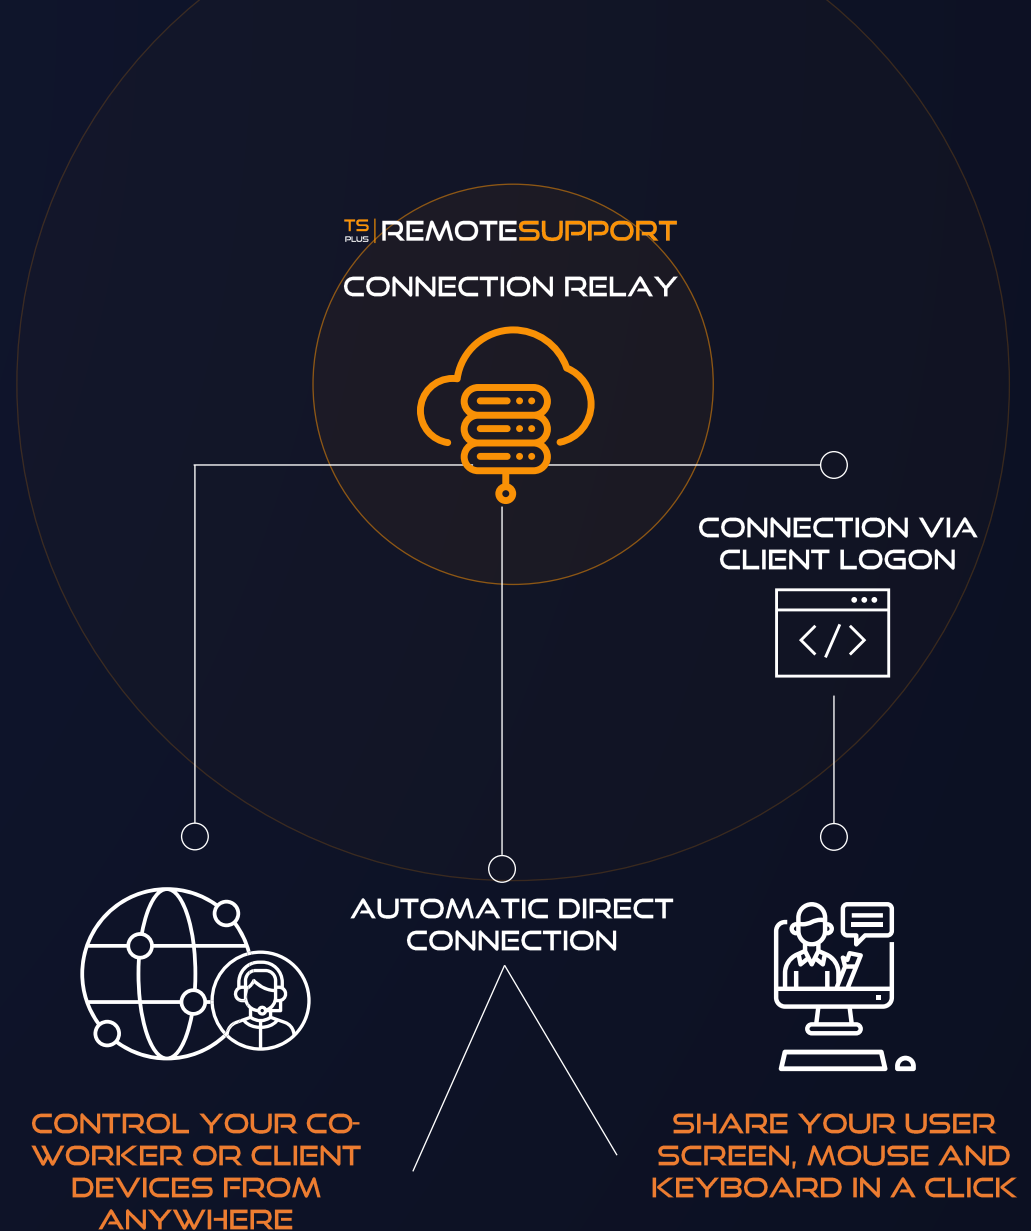 TS PLUS REMOTESUPPORT
CONNECTION RELAY
CONNECTION VIA
CLIENT LOGON
</>
AUTOMATIC DIRECT
CONNECTION
CONTROL YOUR CO-
WORKER OR CLIENT
DEVICES FROM
ANYWHERE
SHARE YOUR USER
SCREEN, MOUSE AND
KEYBOARD IN A CLICK